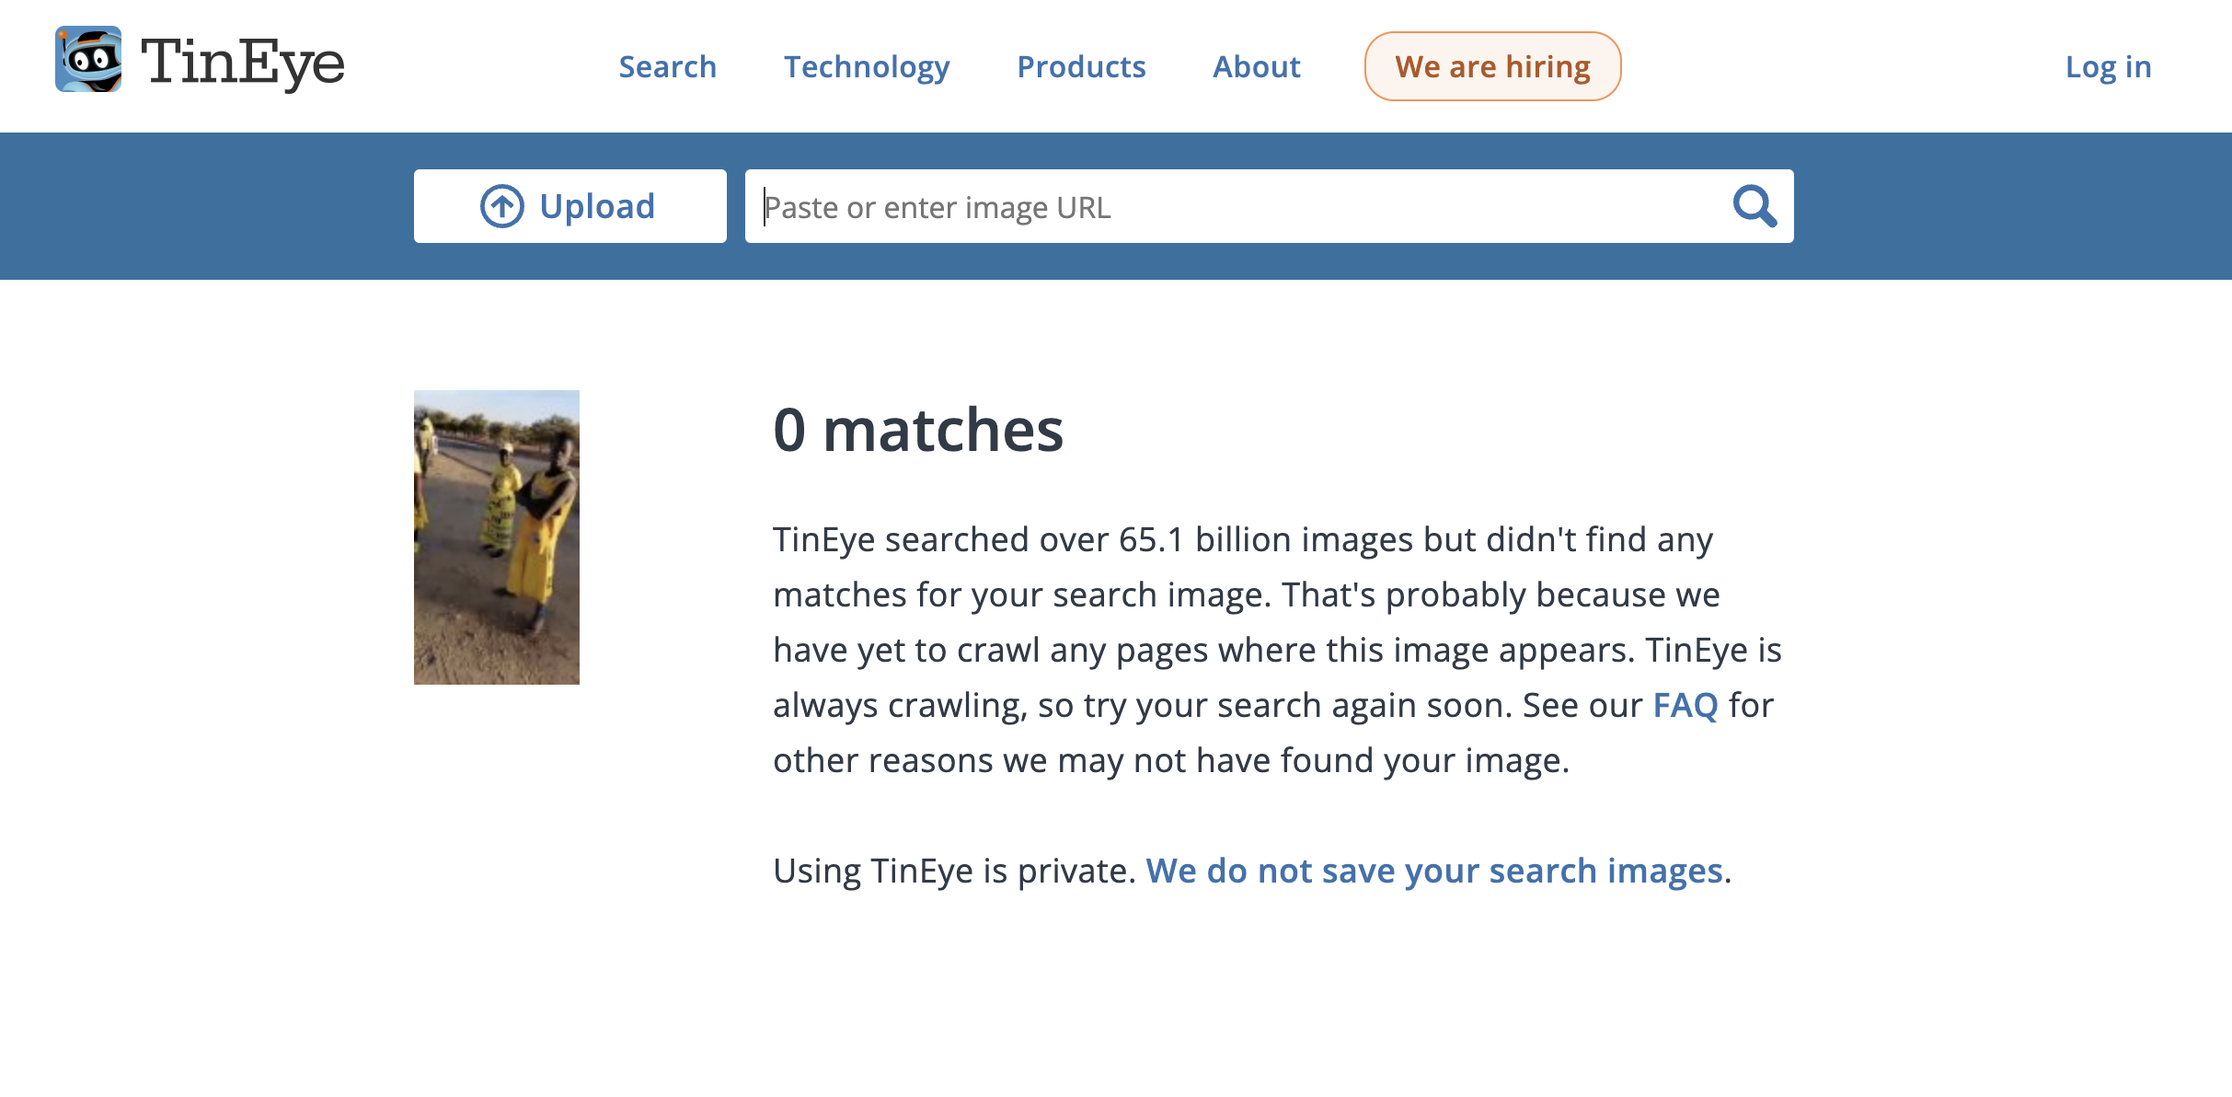 TinEye
Search Technology Products About We are hiring Log in
Upload Paste or enter image URL
0 matches
TinEye searched over 65.1 billion images but didn't find any
matches for your search image. That's probably because we
have yet to crawl any pages where this image appears. TinEye is
always crawling, so try your search again soon. See our FAQ for
other reasons we may not have found your image.
Using TinEye is private. We do not save your search images.